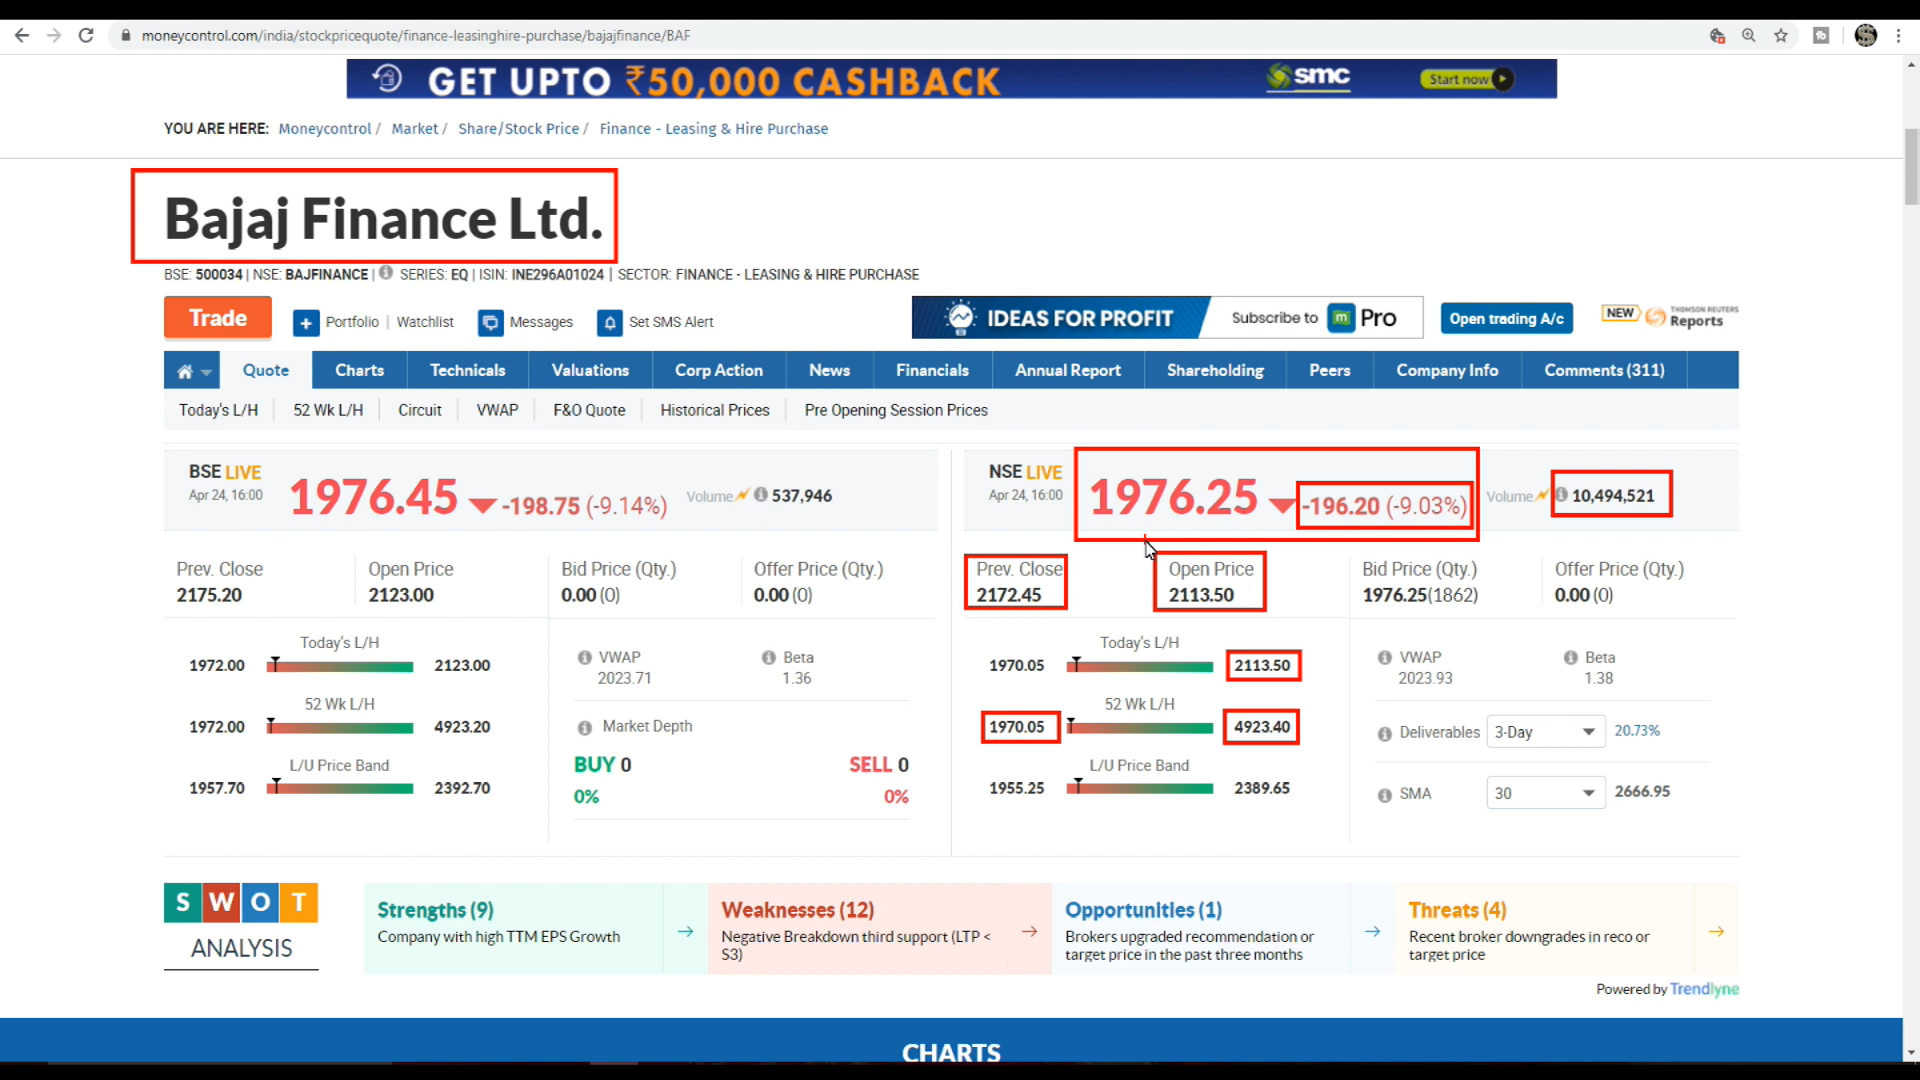 moneycontrol.com/india/stockpricequote/finance-leasinghire-purchase/bajajfinance/BAF
GET UPTO ₹50,000 CASHBACK smc Start now
YOU ARE HERE: Moneycontrol / Market / Share/Stock Price / Finance - Leasing & Hire Purchase
Bajaj Finance Ltd.
BSE: 500034 | NSE: BAJFINANCE | SERIES: EQ | ISIN: INE296A01024 | SECTOR: FINANCE - LEASING & HIRE PURCHASE
Trade + Portfolio | Watchlist Messages Set SMS Alert IDEAS FOR PROFIT Subscribe to m Pro Open trading A/c NEW THOMSON REUTERS Reports
Quote Charts Technicals Valuations Corp Action News Financials Annual Report Shareholding Peers Company Info Comments (311)
Today's L/H 52 Wk L/H Circuit VWAP F&O Quote Historical Prices Pre Opening Session Prices
BSE LIVE
Apr 24, 16:00
1976.45 -198.75 (-9.14%) Volume 537,946
Prev. Close Open Price Bid Price (Qty.) Offer Price (Qty.)
2175.20 2123.00 0.00 (0) 0.00 (0)
Today's L/H
1972.00 2123.00
52 Wk L/H
1972.00 4923.20
L/U Price Band
1957.70 2392.70
VWAP Beta
2023.71 1.36
Market Depth
BUY 0 SELL 0
0% 0%
NSE LIVE
Apr 24, 16:00
1976.25 -196.20 (-9.03%) Volume 10,494,521
Prev. Close Open Price Bid Price (Qty.) Offer Price (Qty.)
2172.45 2113.50 1976.25(1862) 0.00 (0)
Today's L/H
1970.05 2113.50
52 Wk L/H
1970.05 4923.40
L/U Price Band
1955.25 2389.65
VWAP Beta
2023.93 1.38
Deliverables 3-Day 20.73%
SMA 30 2666.95
S W O T
ANALYSIS
Strengths (9)
Company with high TTM EPS Growth
Weaknesses (12)
Negative Breakdown third support (LTP <
S3)
Opportunities (1)
Brokers upgraded recommendation or
target price in the past three months
Threats (4)
Recent broker downgrades in reco or
target price
Powered by Trendlyne
CHARTS